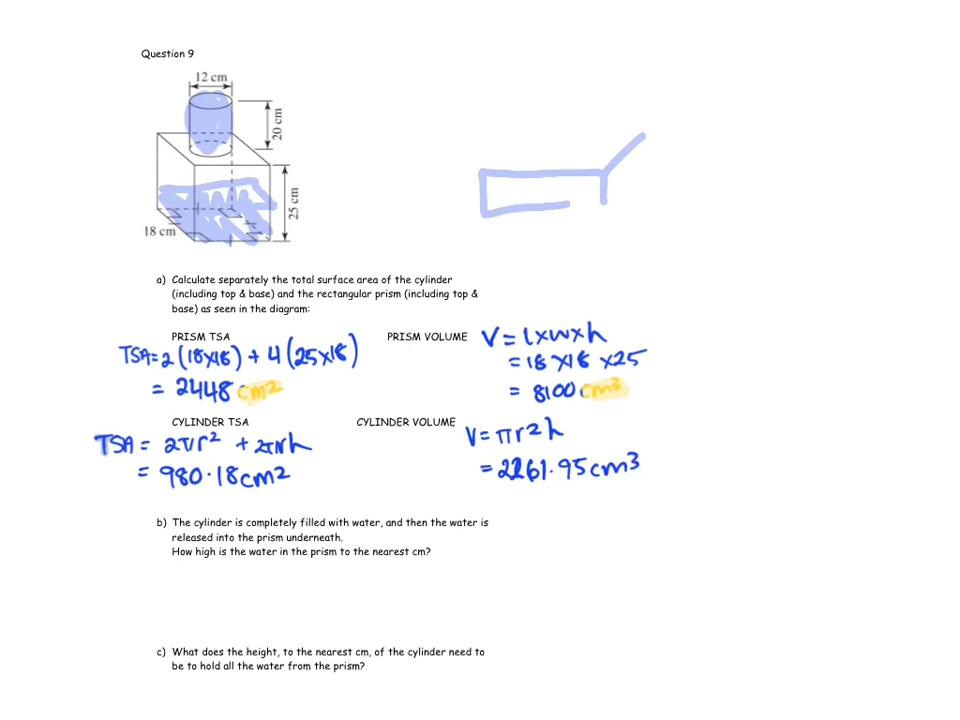 Question 9
12 cm
20 cm
25 cm
18 cm
a) Calculate separately the total surface area of the cylinder
(including top & base) and the rectangular prism (including top &
base) as seen in the diagram:
PRISM TSA
TSA = 2(18x18) + 4(25x18)
= 2448 cm2
PRISM VOLUME
V = lxwxh
= 18 x18 x25
= 8100 cm3
CYLINDER TSA
TSA = 2πr2 + 2πrh
= 980.18cm2
CYLINDER VOLUME
V = πr2h
= 2261.95cm3
b) The cylinder is completely filled with water, and then the water is
released into the prism underneath.
How high is the water in the prism to the nearest cm?
c) What does the height, to the nearest cm, of the cylinder need to
be to hold all the water from the prism?